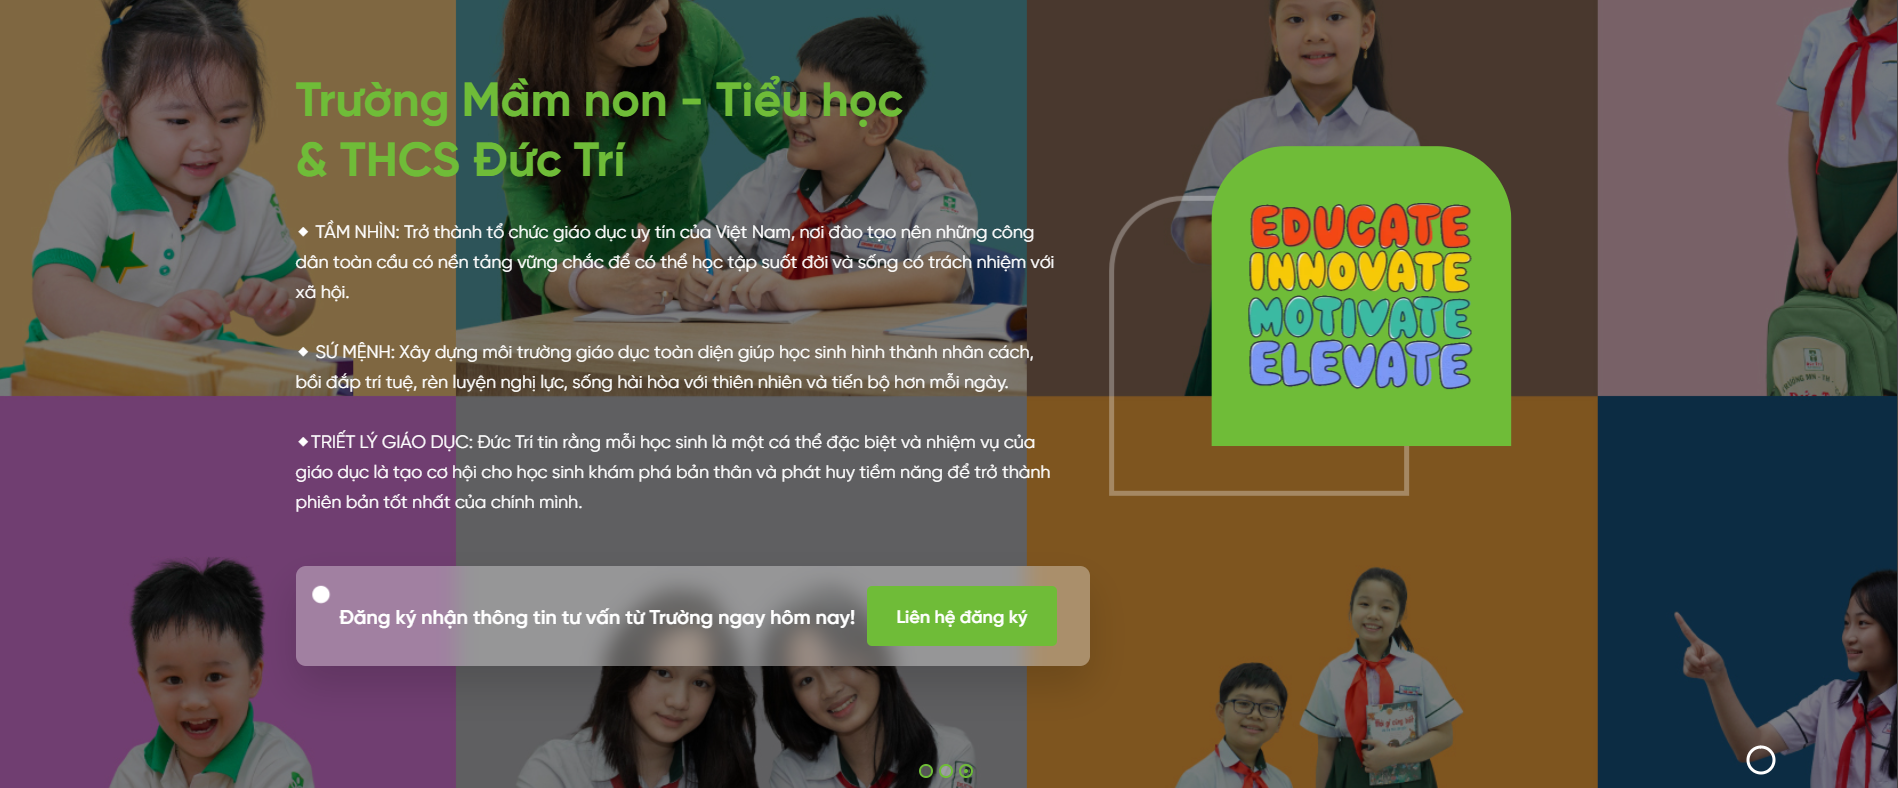 Trường Mầm non - Tiểu học
& THCS Đức Trí
◆ TẦM NHÌN: Trở thành tổ chức giáo dục uy tín của Việt Nam, nơi đào tạo nên những công
dân toàn cầu có nền tảng vững chắc để có thể học tập suốt đời và sống có trách nhiệm với
xã hội.
◆ SỨ MỆNH: Xây dựng môi trường giáo dục toàn diện giúp học sinh hình thành nhân cách,
bồi đắp trí tuệ, rèn luyện nghị lực, sống hài hòa với thiên nhiên và tiến bộ hơn mỗi ngày.
◆TRIẾT LÝ GIÁO DỤC: Đức Trí tin rằng mỗi học sinh là một cá thể đặc biệt và nhiệm vụ của
giáo dục là tạo cơ hội cho học sinh khám phá bản thân và phát huy tiềm năng để trở thành
phiên bản tốt nhất của chính mình.
Đăng ký nhận thông tin tư vấn từ Trường ngay hôm nay!
Liên hệ đăng ký
EDUCATE
INNOVATE
MOTIVATE
ELEVATE